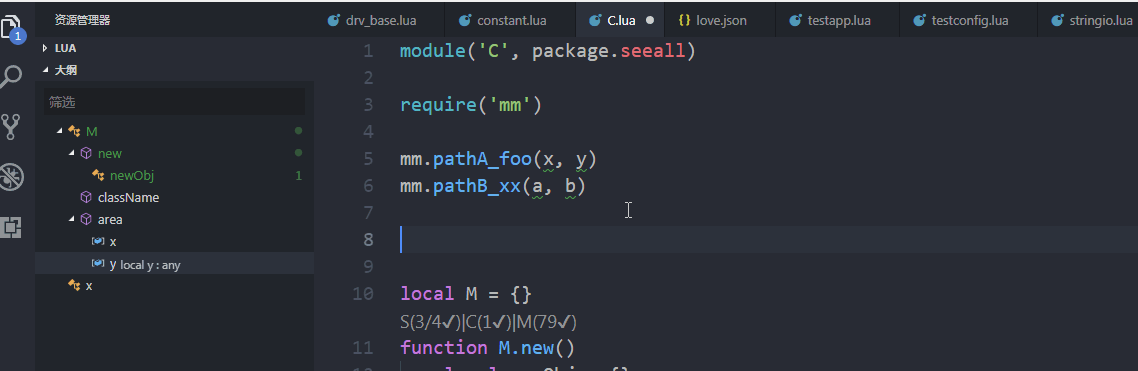 资源管理器
1
LUA
大纲
筛选
M
new
newObj 1
className
area
x
y local y : any
x
drv_base.lua constant.lua C.lua love.json testapp.lua testconfig.lua stringio.lua
1 module('C', package.seeall)
2
3 require('mm')
4
5 mm.pathA_foo(x, y)
6 mm.pathB_xx(a, b)
7
8
9
10 local M = {}
S(3/4✔)|C(1✔)|M(79✔)
11 function M.new()